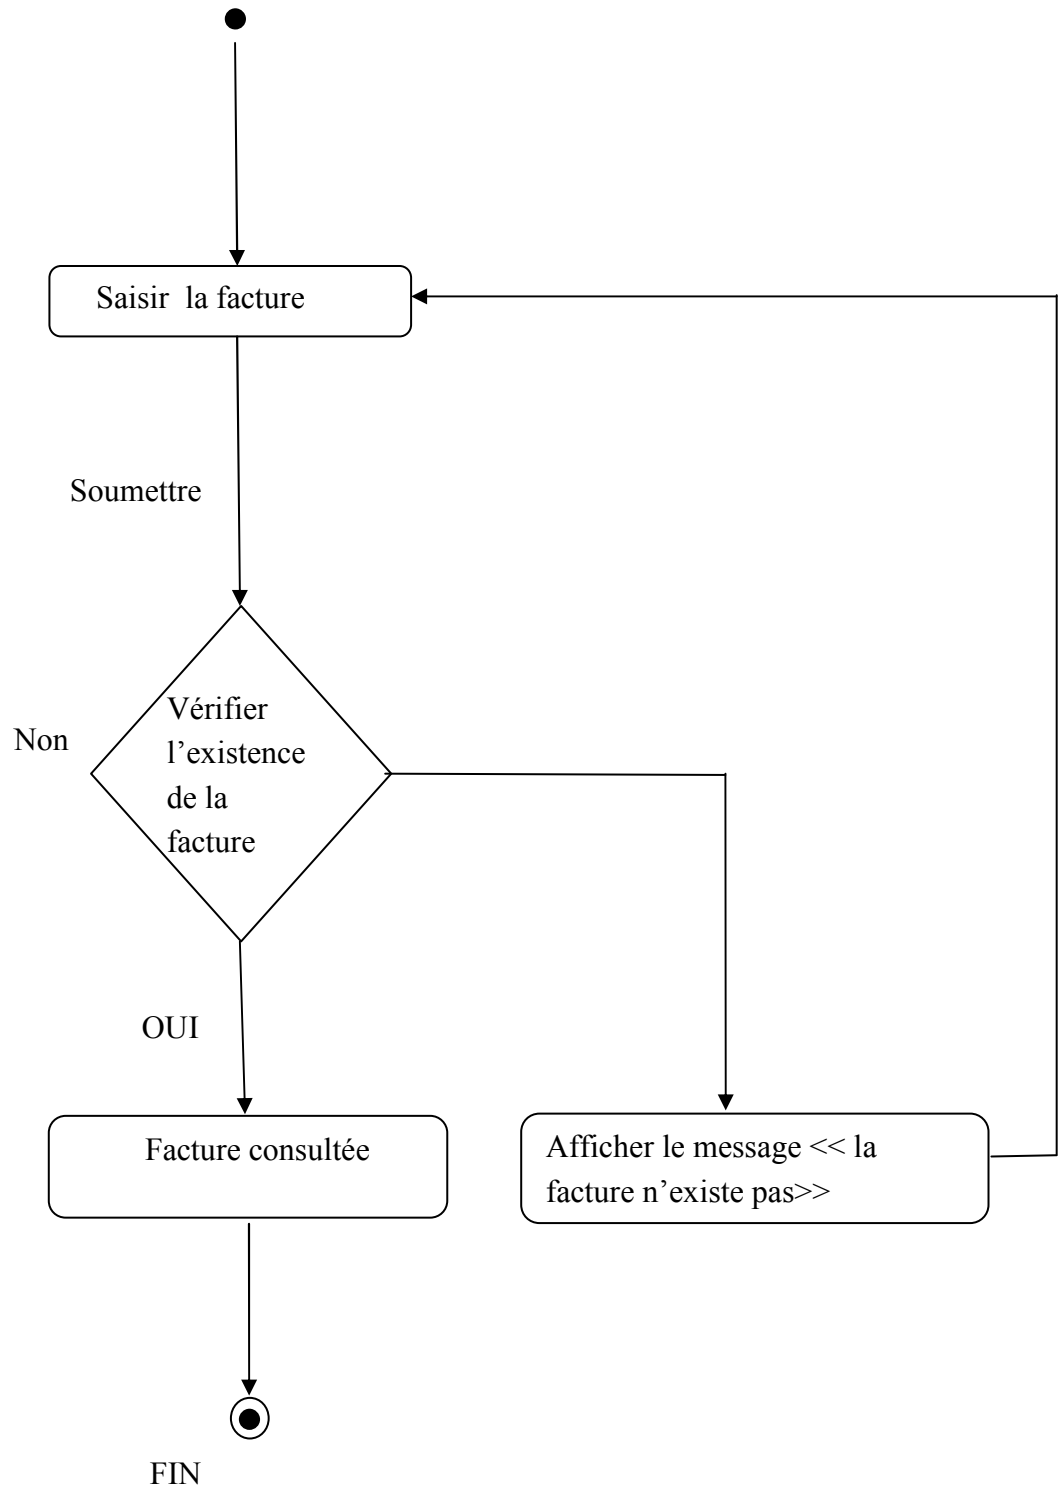 Saisir la facture
Soumettre
Non
Vérifier
l’existence
de la
facture
OUI
Facture consultée
Afficher le message << la
facture n’existe pas>>
FIN